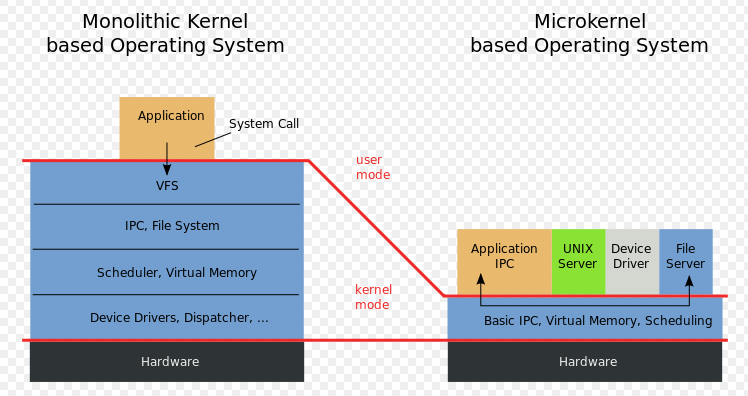 Monolithic Kernel
based Operating System
Microkernel
based Operating System
Application
System Call
VFS
IPC, File System
Scheduler, Virtual Memory
Device Drivers, Dispatcher, ...
Hardware
user
mode
kernel
mode
Application
IPC
UNIX
Server
Device
Driver
File
Server
Basic IPC, Virtual Memory, Scheduling
Hardware